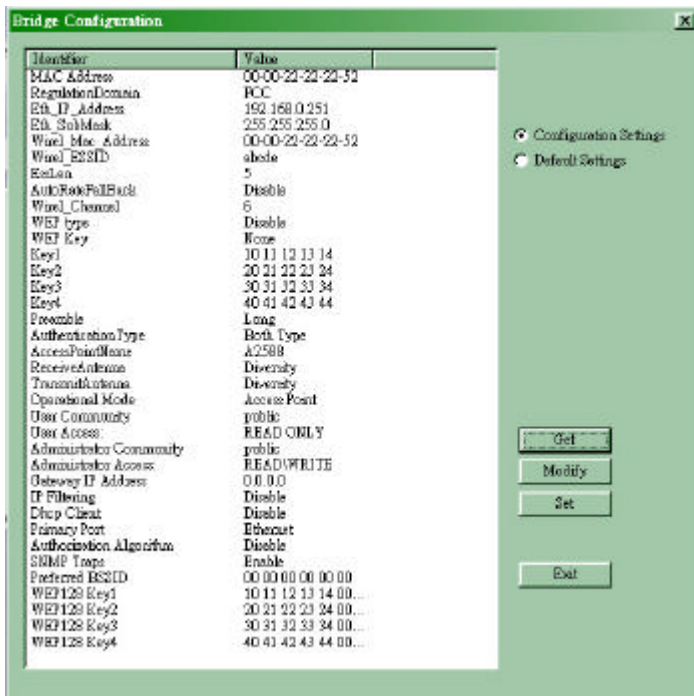 Bridge Configuration
Identifier Value
MAC Address 00-00-22-22-22-52
RegulationDomain FCC
Eth_IP_Address 192.168.0.251
Eth_SubMask 255.255.255.0
Wirel_Mac_Address 00-00-22-22-22-52
Wirel_ESSID abcde
EssLen 5
AutoRateFallBack Disable
Wirel_Channel 6
WEP type Disable
WEP Key None
Key1 10 11 12 13 14
Key2 20 21 22 23 24
Key3 30 31 32 33 34
Key4 40 41 42 43 44
Preamble Long
AuthenticationType Both Type
AccessPointName A258B
ReceiveAntenna Diversity
TransmitAntenna Diversity
Operational Mode Access Point
User Community public
User Access: READ ONLY
Administrator Community public
Administrator Access: READ\WRITE
Gateway IP Address 0.0.0.0
IP Filtering Disable
Dhcp Client Disable
Primary Port Ethernet
Authorization Algorithm Disable
SNMP Traps Enable
Preferred BSSID 00 00 00 00 00 00
WEP128 Key1 10 11 12 13 14 00...
WEP128 Key2 20 21 22 23 24 00...
WEP128 Key3 30 31 32 33 34 00...
WEP128 Key4 40 41 42 43 44 00...
Configuration Settings
Default Settings
Get
Modify
Set
Exit